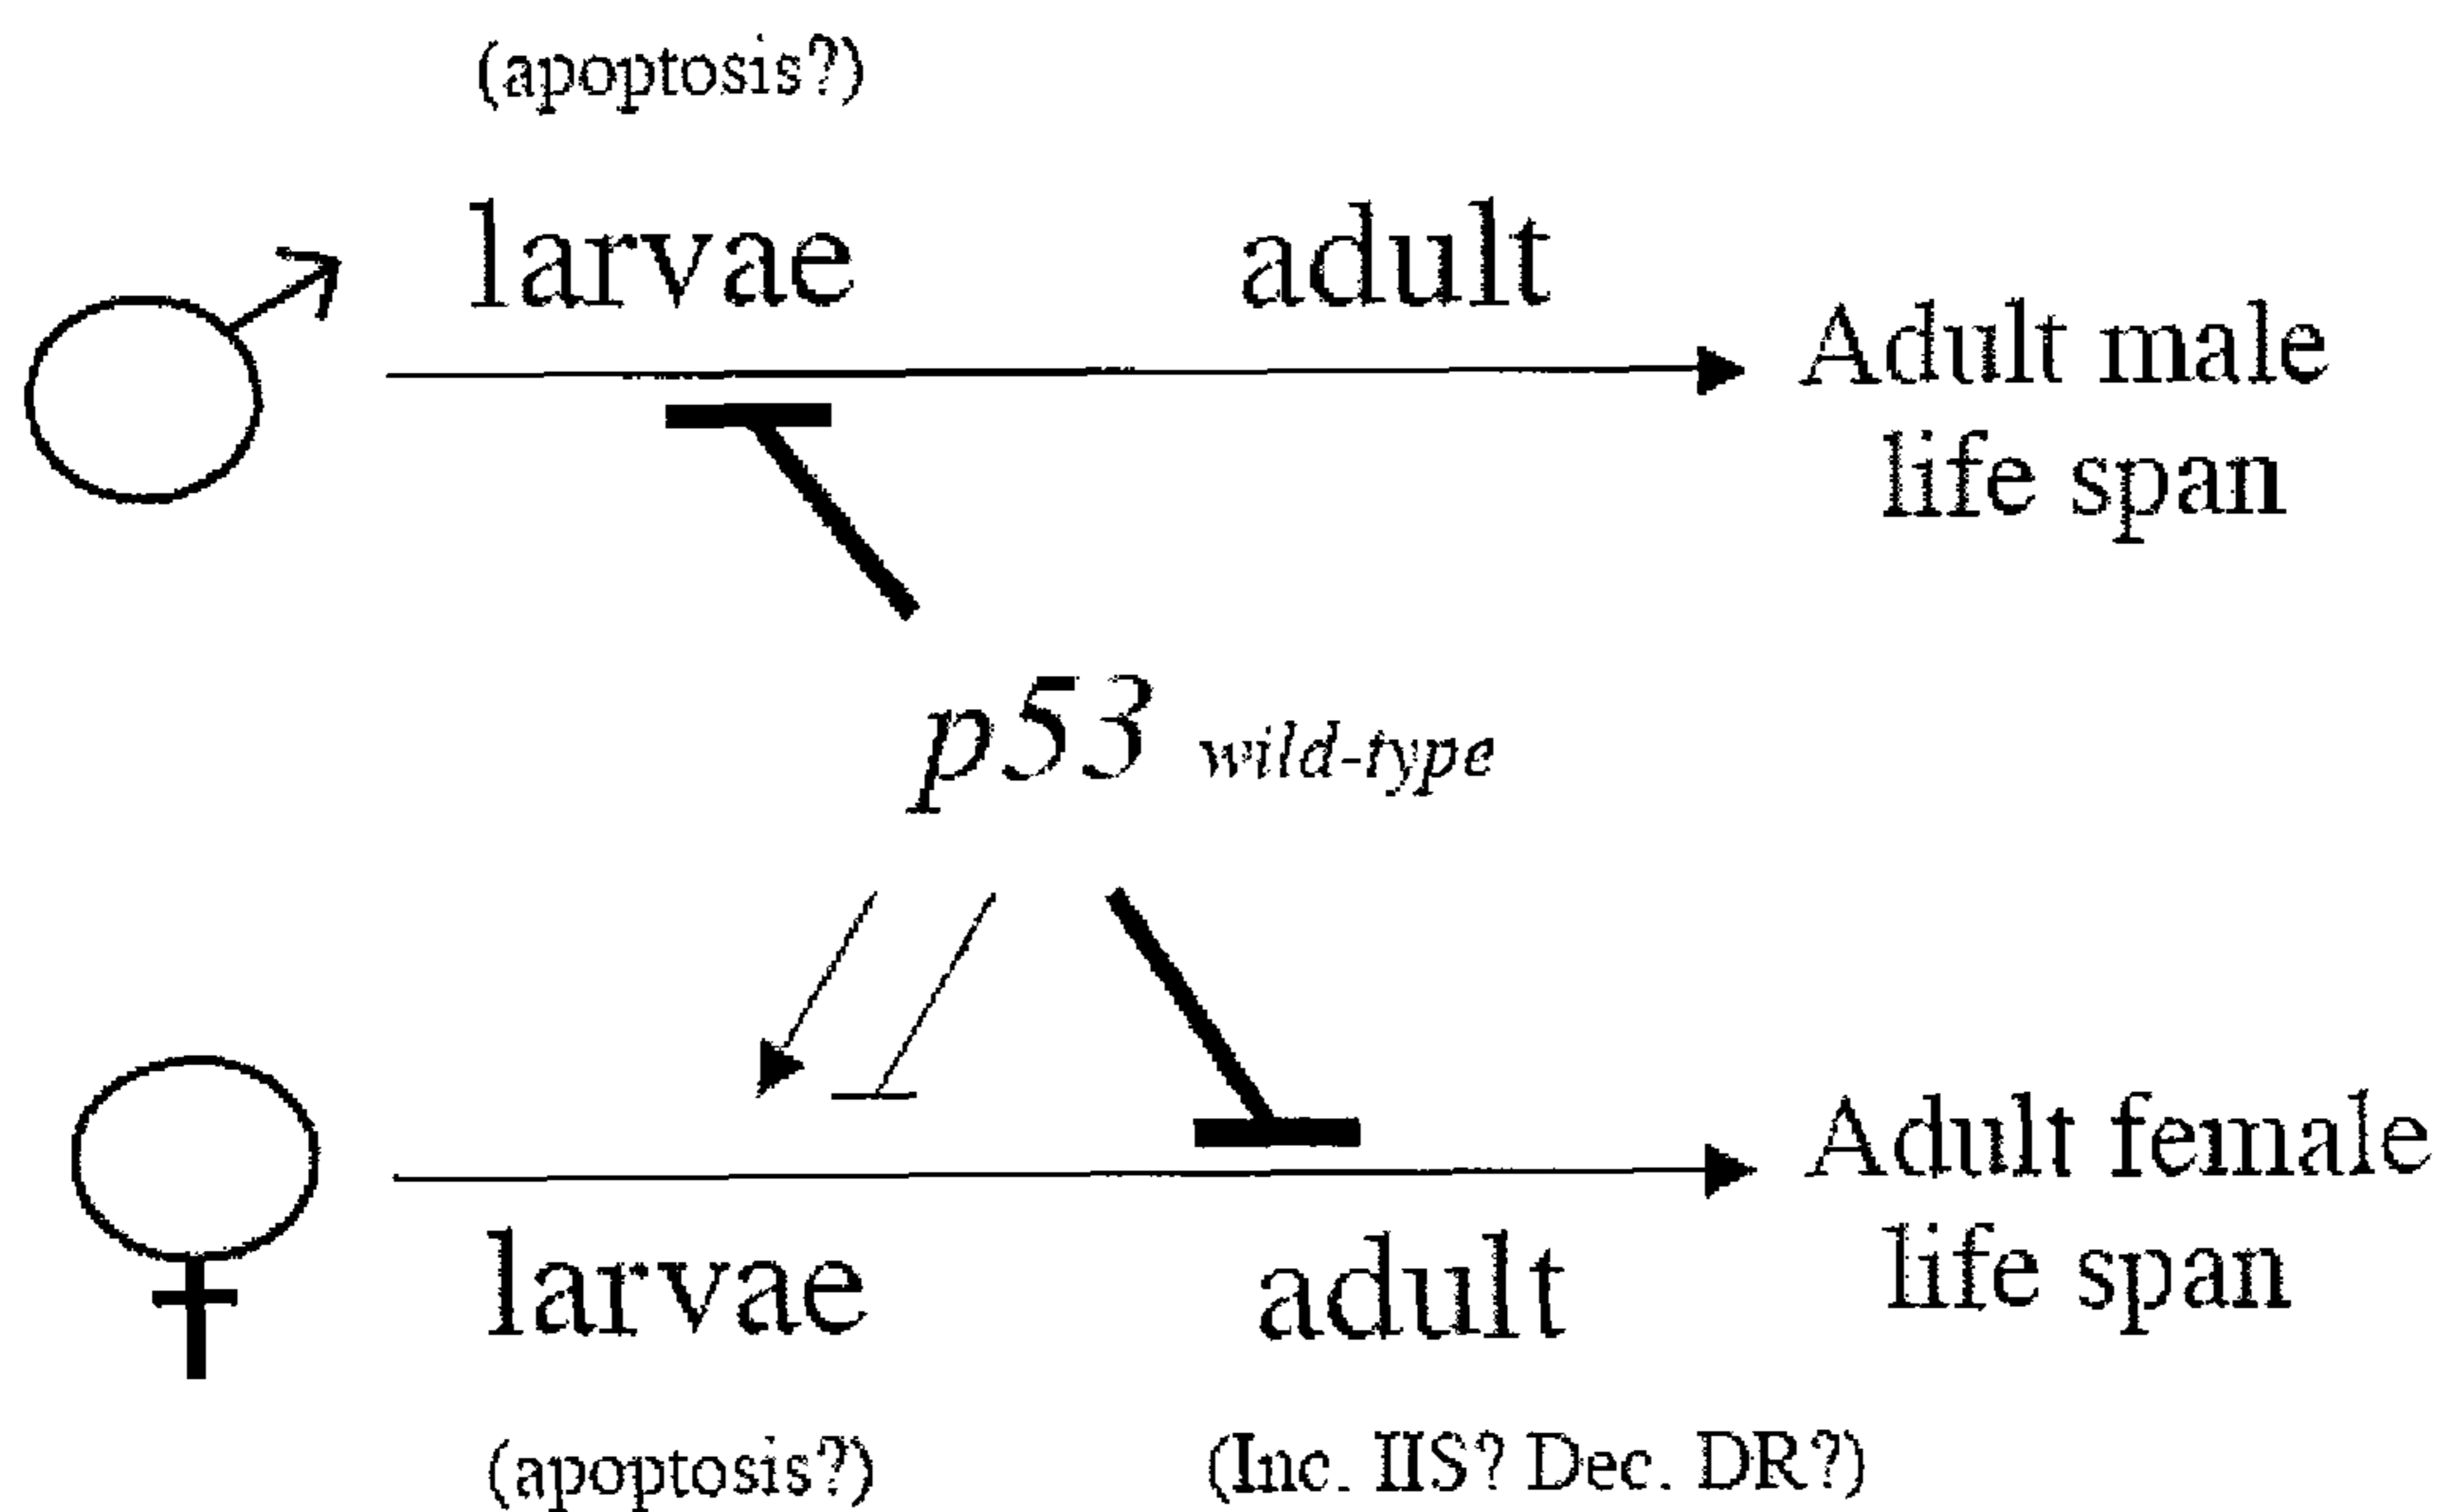 (apoptosis?)
larvae adult
Adult male
life span
p53 wild-type
Adult female
life span
larvae adult
(apoptosis?) (Inc. IIS? Dec. DR?)